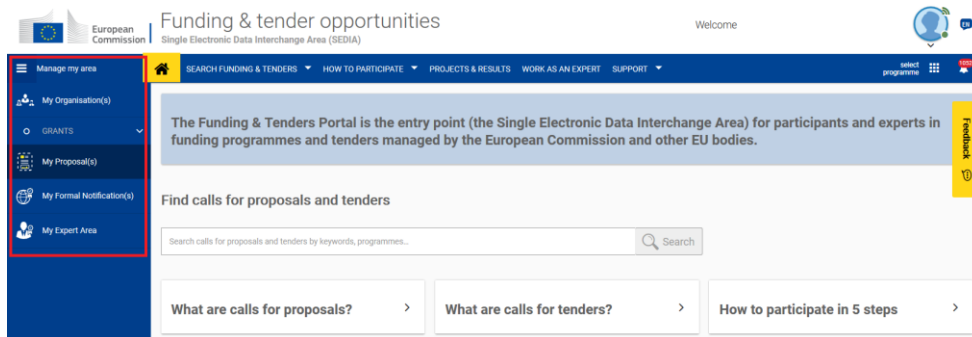 European
Commission
Funding & tender opportunities
Single Electronic Data Interchange Area (SEDIA)
Welcome
EN
Manage my area
SEARCH FUNDING & TENDERS
HOW TO PARTICIPATE
PROJECTS & RESULTS
WORK AS AN EXPERT
SUPPORT
select
programme
My Organisation(s)
GRANTS
My Proposal(s)
My Formal Notification(s)
My Expert Area
The Funding & Tenders Portal is the entry point (the Single Electronic Data Interchange Area) for participants and experts in
funding programmes and tenders managed by the European Commission and other EU bodies.
Feedback
Find calls for proposals and tenders
Search calls for proposals and tenders by keywords, programmes...
Search
What are calls for proposals?
What are calls for tenders?
How to participate in 5 steps